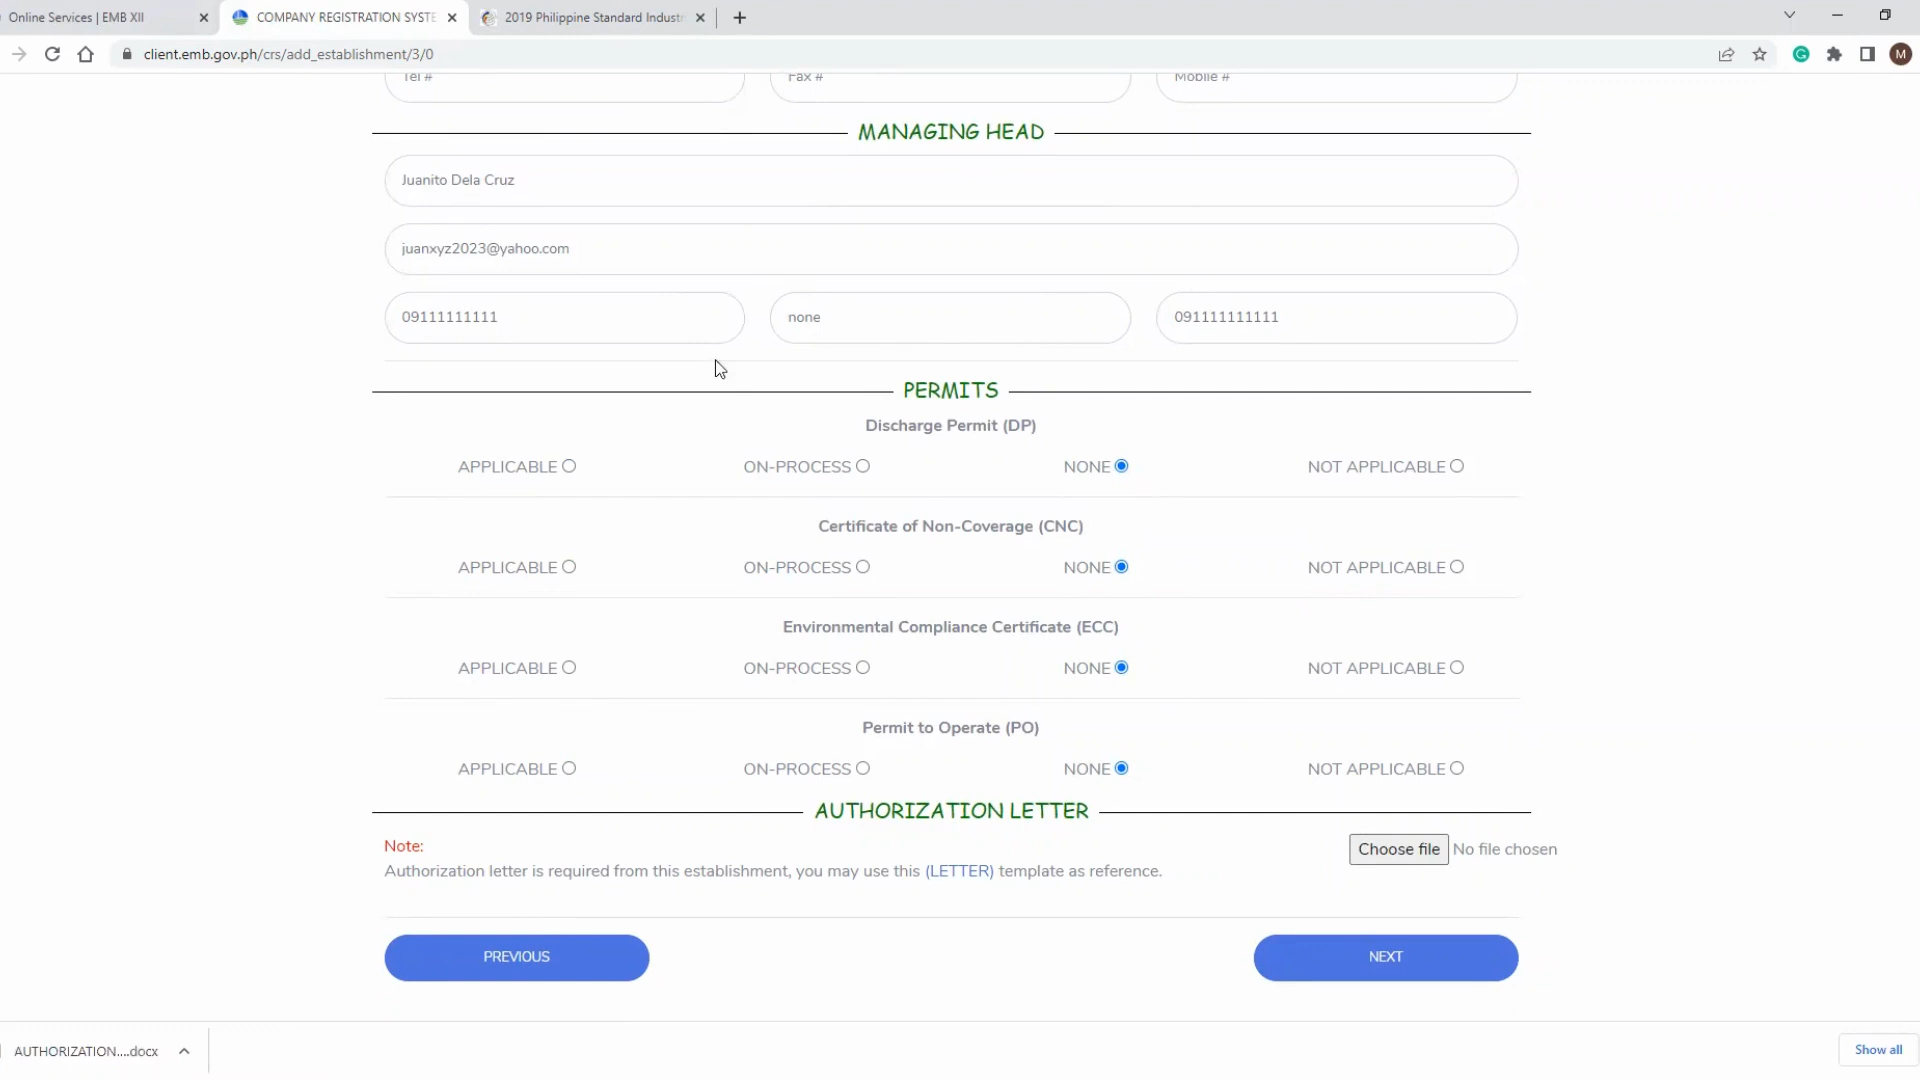 Online Services | EMB XII
COMPANY REGISTRATION SYSTE
2019 Philippine Standard Industr
client.emb.gov.ph/crs/add_establishment/3/0
M
Tel # Fax # Mobile #
MANAGING HEAD
Juanito Dela Cruz
juanxyz2023@yahoo.com
09111111111 none 091111111111
PERMITS
Discharge Permit (DP)
APPLICABLE ON-PROCESS NONE NOT APPLICABLE
Certificate of Non-Coverage (CNC)
APPLICABLE ON-PROCESS NONE NOT APPLICABLE
Environmental Compliance Certificate (ECC)
APPLICABLE ON-PROCESS NONE NOT APPLICABLE
Permit to Operate (PO)
APPLICABLE ON-PROCESS NONE NOT APPLICABLE
AUTHORIZATION LETTER
Note:
Choose file No file chosen
Authorization letter is required from this establishment, you may use this (LETTER) template as reference.
PREVIOUS NEXT
AUTHORIZATION....docx
Show all